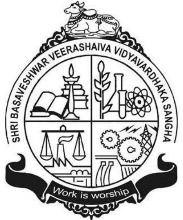 SHRI BASAVESHWAR VEERASHAIVA VIDYAVARDHAKA SANGHA
Work is worship